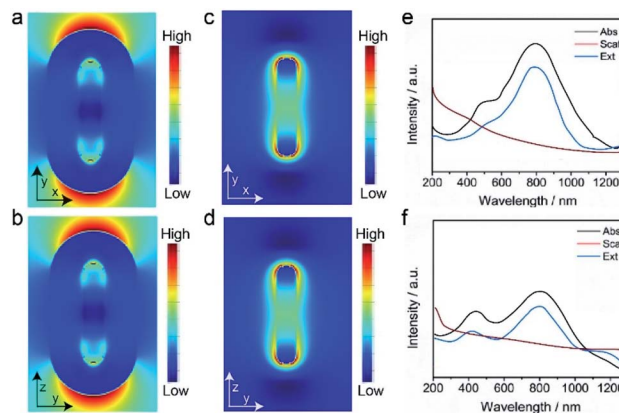 a
High
Low
y
x
b
High
Low
z
y
c
High
Low
y
x
d
High
Low
z
y
e
Abs
Scat
Ext
Intensity / a.u.
200 400 600 800 1000 1200
Wavelength / nm
f
Abs
Sca
Ext
Intensity / a.u.
200 400 600 800 1000 1200
Wavelength / nm